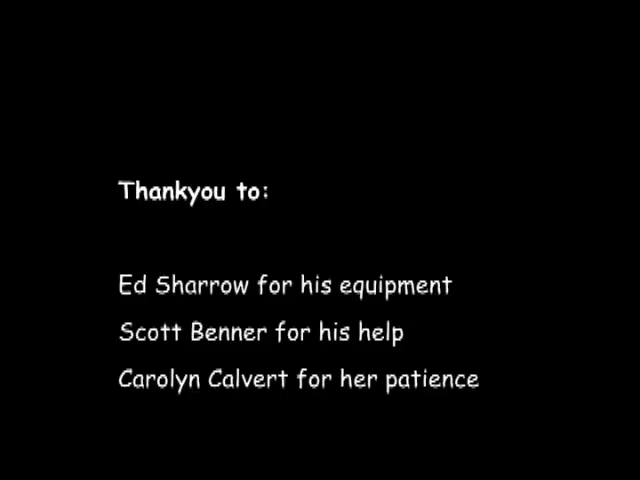 Thankyou to:
Ed Sharrow for his equipment
Scott Benner for his help
Carolyn Calvert for her patience